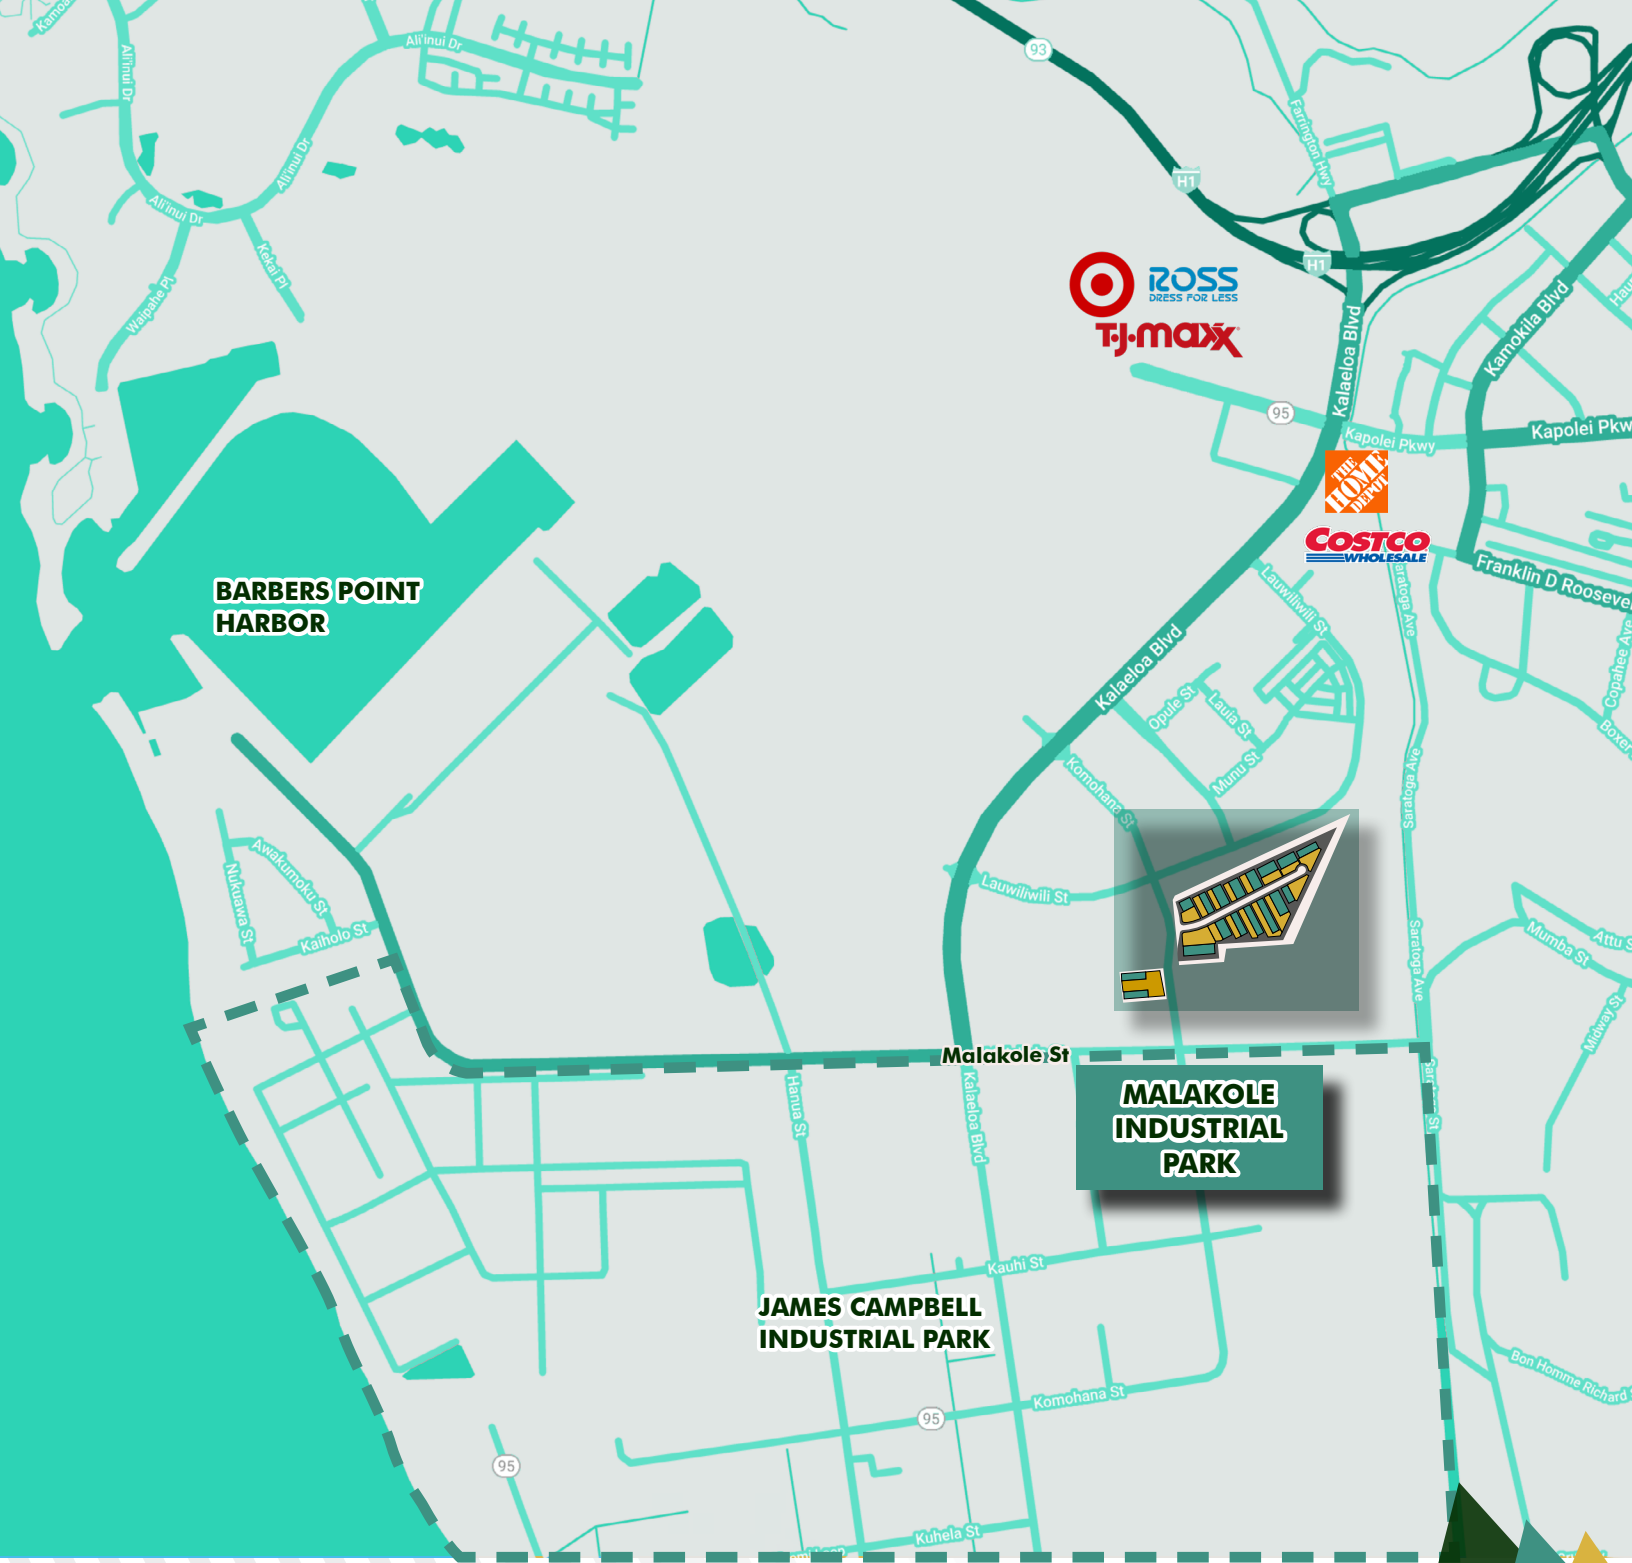 Ali'inui Dr
Ali'inui Dr
Ali'inui Dr
Ali'inui Dr
Kekai Pl
Waipahe Pl
93
H1
H1
Farrington Hwy
ROSS
DRESS FOR LESS
T.J.maxx
Kalaeloa Blvd
Kamokila Blvd
95
Kapolei Pkwy
Kapolei Pkw
THE
HOME
DEPOT
COSTCO
WHOLESALE
Franklin D Roosevel
Lauwiliwili St
Copahee Ave
Boxer
BARBERS POINT
HARBOR
Kalaeloa Blvd
Opule St
Lauia St
Munu St
Komohana St
Saratoga Ave
Lauwiliwili St
Nukuawa St
Awakumoku St
Kaiholo St
Saratoga Ave
Attu S
Mumba St
Midway St
Malakole St
MALAKOLE
INDUSTRIAL
PARK
Hanua St
Kalaeloa Blvd
Kauhi St
JAMES CAMPBELL
INDUSTRIAL PARK
Bon Homme Richard
Komohana St
95
95
Kuhela St